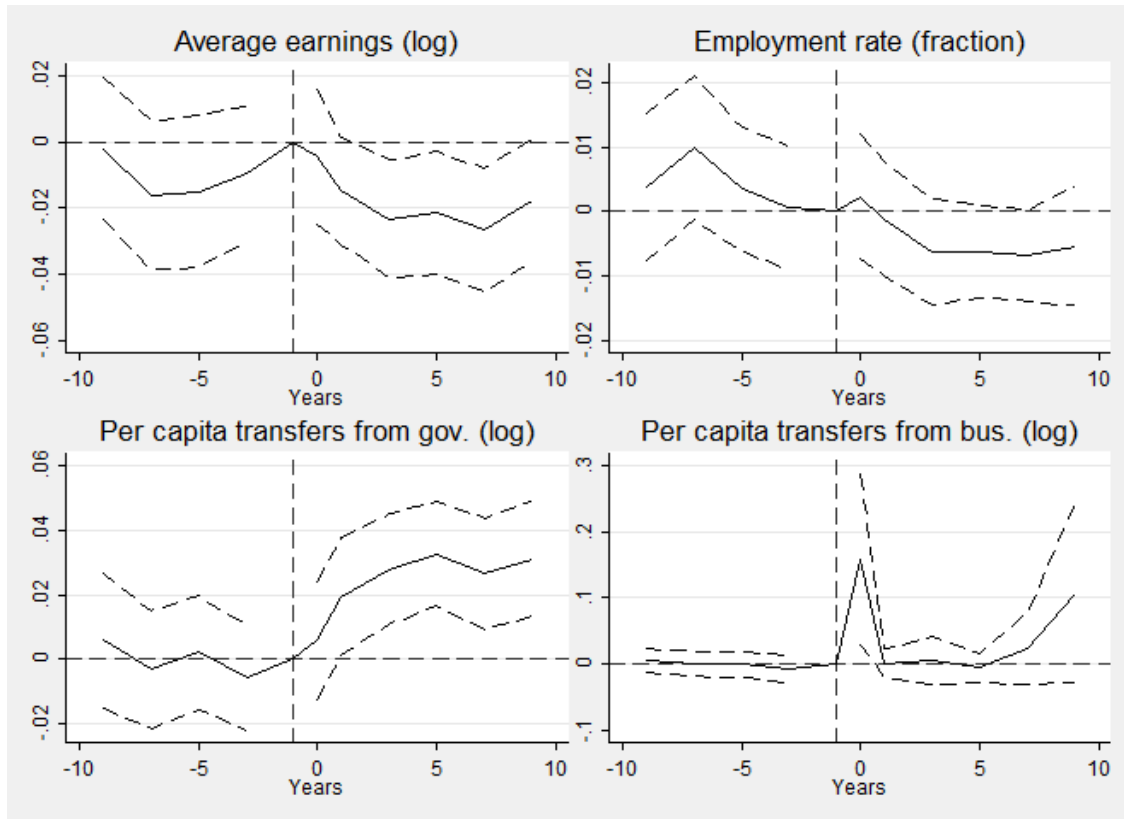 Average earnings (log)
.02
0
-.02
-.04
-.06
-10 -5 0 5 10
Years
Employment rate (fraction)
.02
.01
0
-.01
-.02
-10 -5 0 5 10
Years
Per capita transfers from gov. (log)
.06
.04
.02
0
-.02
-10 -5 0 5 10
Years
Per capita transfers from bus. (log)
.3
.2
.1
0
-.1
-10 -5 0 5 10
Years